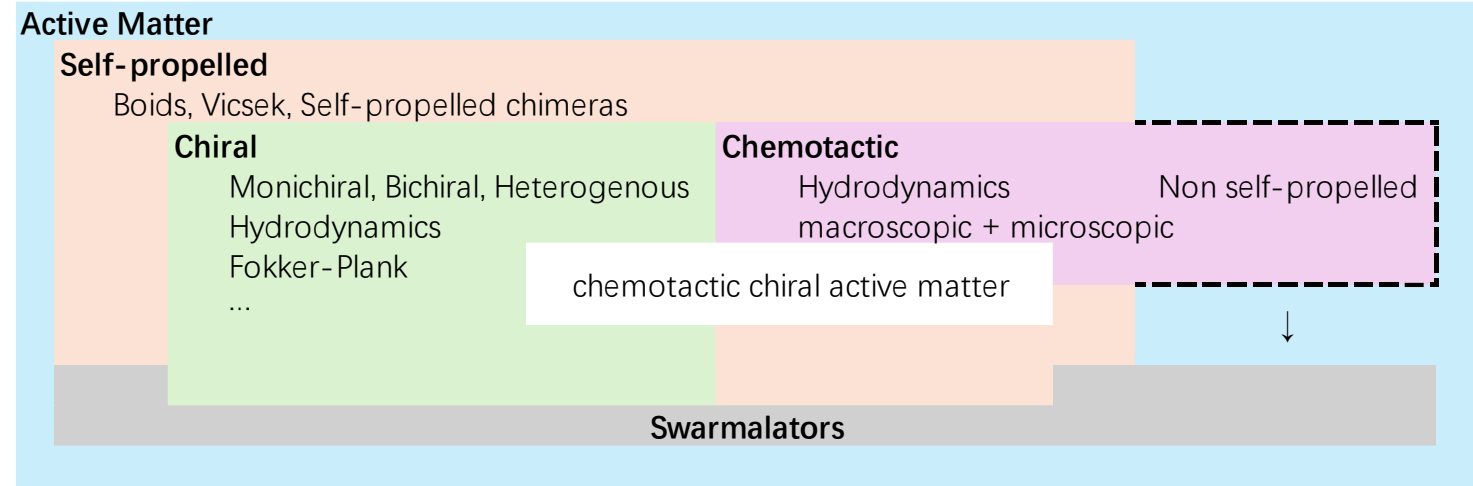 Active Matter
Self-propelled
Boids, Vicsek, Self-propelled chimeras
Chiral
Monichiral, Bichiral, Heterogenous
Hydrodynamics
Fokker-Plank
...
Chemotactic
Hydrodynamics
Non self-propelled
macroscopic + microscopic
chemotactic chiral active matter
↓
Swarmalators